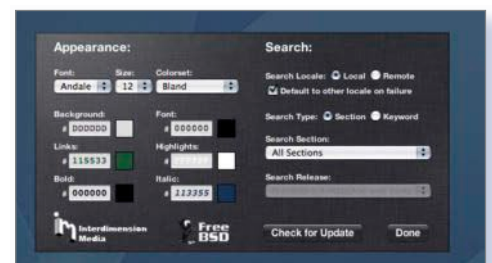 Appearance:
Font: Size: Colorset:
Andale 12 Bland
Background: Font:
# DDDDDD # 000000
Links: Highlights:
# 115533 #
Bold: Italic:
# 000000 # 113355
Interdimension
Media
Free
BSD
Search:
Search Locale: Local Remote
Default to other locale on failure
Search Type: Section Keyword
Search Section:
All Sections
Search Release:
Check for Update Done